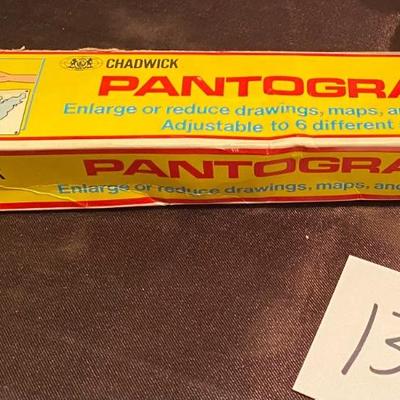 CHADWICK
PANTOGRA
Enlarge or reduce drawings, maps, an
Adjustable to 6 different
PANTOGRA
Enlarge or reduce drawings, maps, and
13